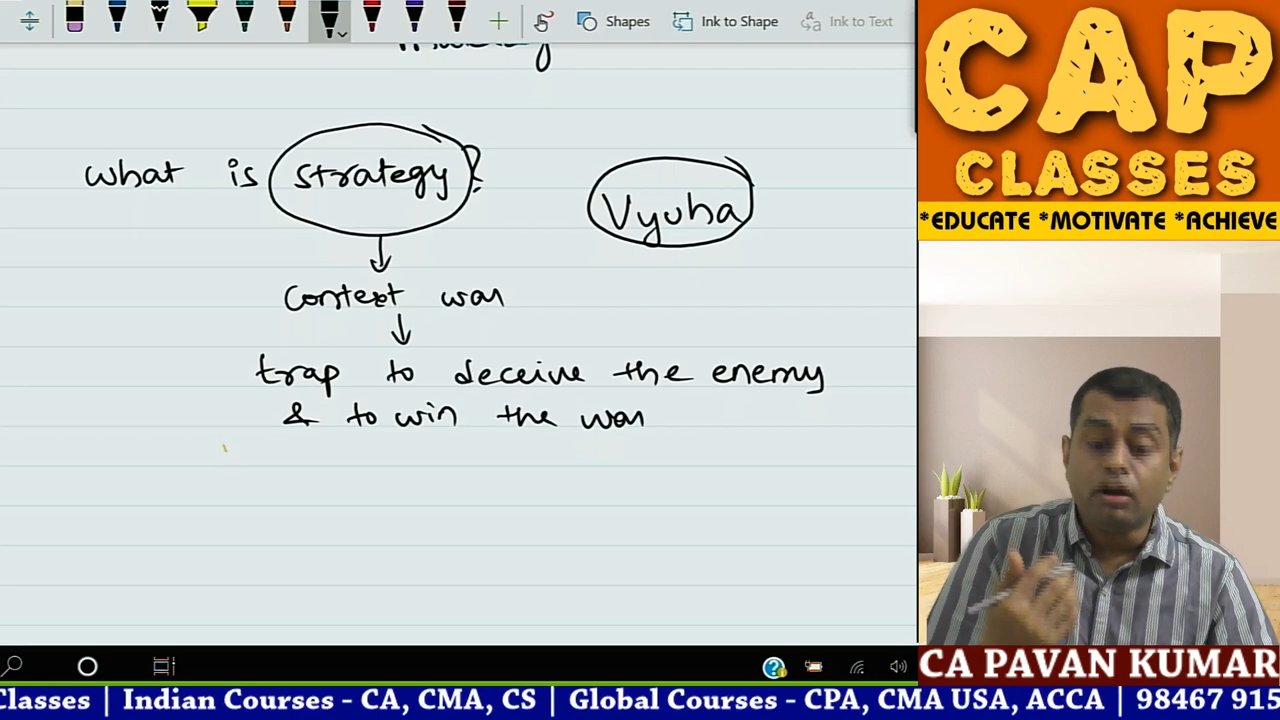 Shapes
Ink to Shape
Ink to Text
what is strategy?
Vyuha
Context war
trap to deceive the enemy
& to win the war
CAP
CLASSES
*EDUCATE *MOTIVATE *ACHIEVE
CA PAVAN KUMAR
Classes | Indian Courses - CA, CMA, CS | Global Courses - CPA, CMA USA, ACCA | 98467 915